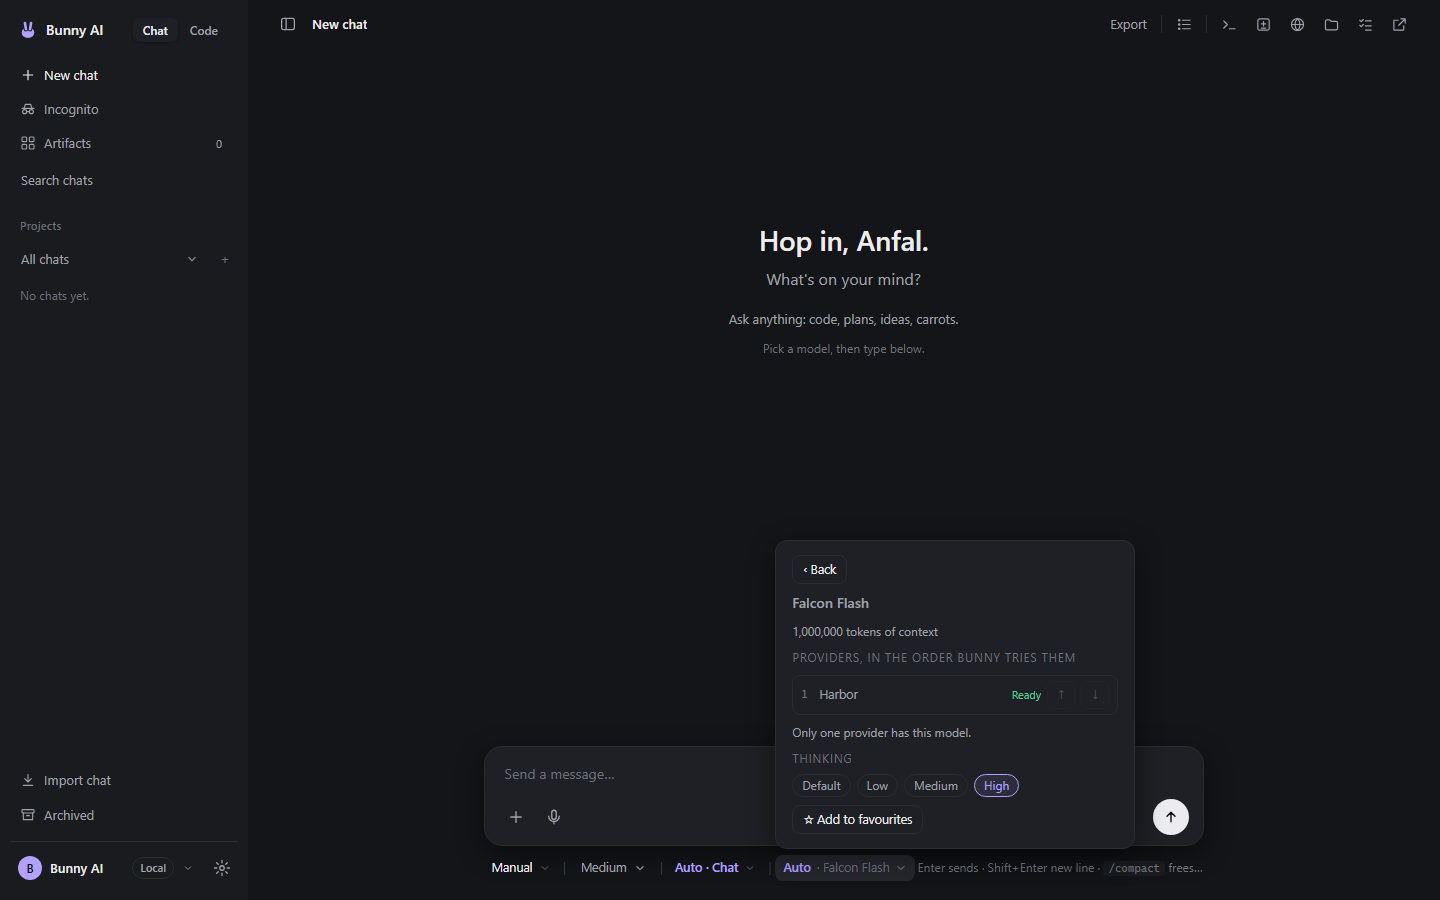 Bunny AI
Chat
Code
New chat
Incognito
Artifacts
0
Search chats
Projects
All chats
+
No chats yet.
Import chat
Archived
B
Bunny AI
Local
New chat
Export
Hop in, Anfal.
What's on your mind?
Ask anything: code, plans, ideas, carrots.
Pick a model, then type below.
‹ Back
Falcon Flash
1,000,000 tokens of context
PROVIDERS, IN THE ORDER BUNNY TRIES THEM
1 Harbor Ready ↑ ↓
Only one provider has this model.
THINKING
Default Low Medium High
☆ Add to favourites
Send a message...
Manual
Medium
Auto · Chat
Auto · Falcon Flash
Enter sends · Shift+Enter new line · /compact frees...